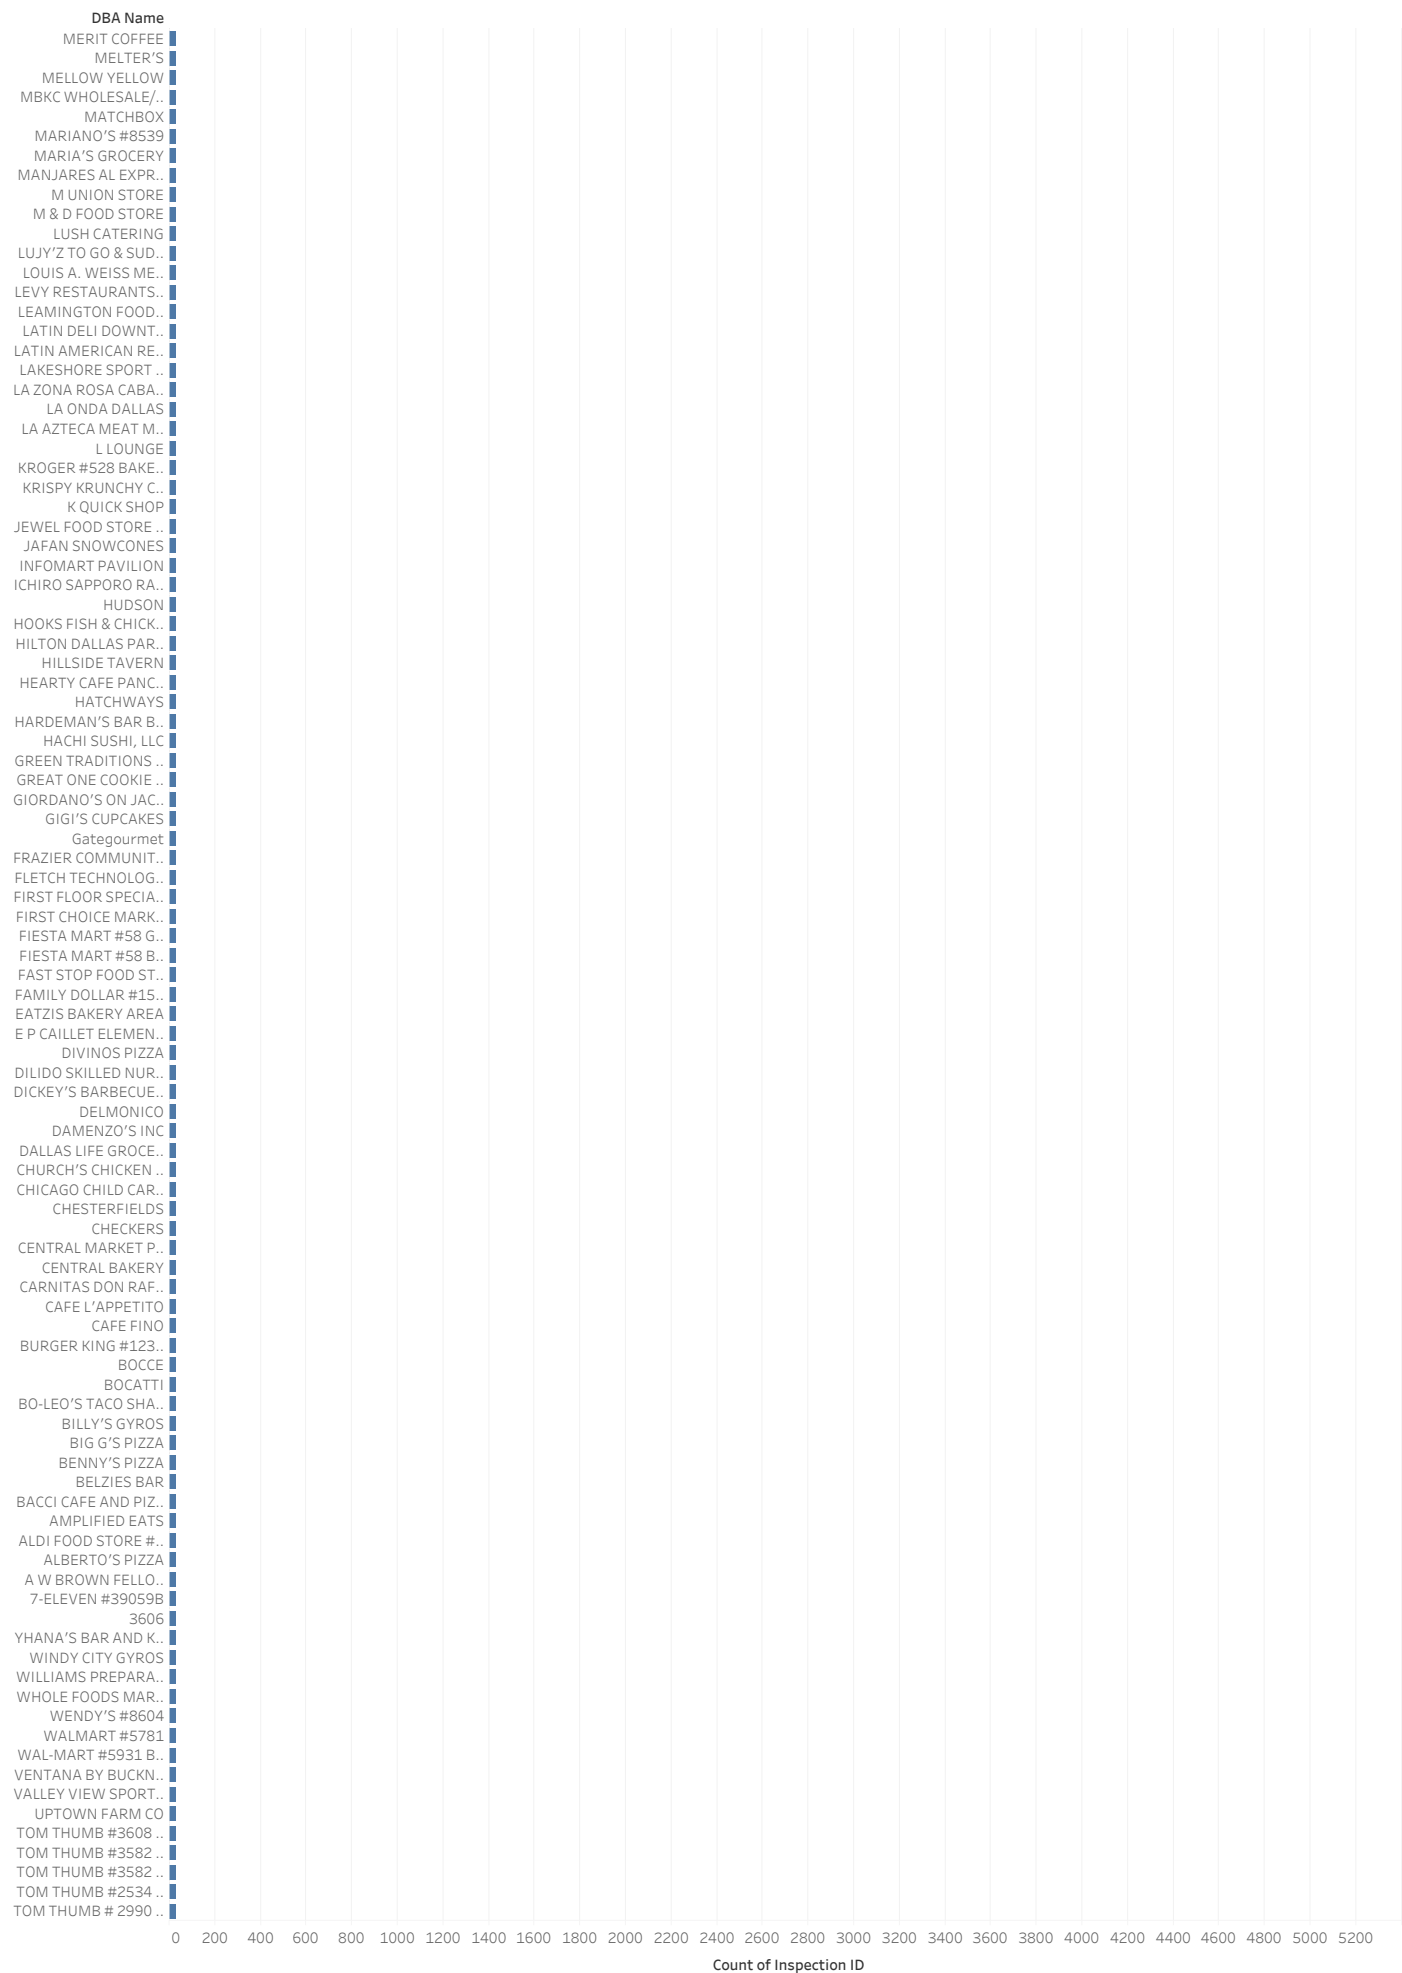 DBA Name
MERIT COFFEE
MELTER'S
MELLOW YELLOW
MBKC WHOLESALE/..
MATCHBOX
MARIANO'S #8539
MARIA'S GROCERY
MANJARES AL EXPR..
M UNION STORE
M & D FOOD STORE
LUSH CATERING
LUJY'Z TO GO & SUD..
LOUIS A. WEISS ME..
LEVY RESTAURANTS..
LEAMINGTON FOOD..
LATIN DELI DOWNT..
LATIN AMERICAN RE..
LAKESHORE SPORT ..
LA ZONA ROSA CABA..
LA ONDA DALLAS
LA AZTECA MEAT M..
L LOUNGE
KROGER #528 BAKE..
KRISPY KRUNCHY C..
K QUICK SHOP
JEWEL FOOD STORE ..
JAFAN SNOWCONES
INFOMART PAVILION
ICHIRO SAPPORO RA..
HUDSON
HOOKS FISH & CHICK..
HILTON DALLAS PAR..
HILLSIDE TAVERN
HEARTY CAFE PANC..
HATCHWAYS
HARDEMAN'S BAR B..
HACHI SUSHI, LLC
GREEN TRADITIONS ..
GREAT ONE COOKIE ..
GIORDANO'S ON JAC..
GIGI'S CUPCAKES
Gategourmet
FRAZIER COMMUNIT..
FLETCH TECHNOLOG..
FIRST FLOOR SPECIA..
FIRST CHOICE MARK..
FIESTA MART #58 G..
FIESTA MART #58 B..
FAST STOP FOOD ST..
FAMILY DOLLAR #15..
EATZIS BAKERY AREA
E P CAILLET ELEMEN..
DIVINOS PIZZA
DILIDO SKILLED NUR..
DICKEY'S BARBECUE..
DELMONICO
DAMENZO'S INC
DALLAS LIFE GROCE..
CHURCH'S CHICKEN ..
CHICAGO CHILD CAR..
CHESTERFIELDS
CHECKERS
CENTRAL MARKET P..
CENTRAL BAKERY
CARNITAS DON RAF..
CAFE L'APPETITO
CAFE FINO
BURGER KING #123..
BOCCE
BOCATTI
BO-LEO'S TACO SHA..
BILLY'S GYROS
BIG G'S PIZZA
BENNY'S PIZZA
BELZIES BAR
BACCI CAFE AND PIZ..
AMPLIFIED EATS
ALDI FOOD STORE #..
ALBERTO'S PIZZA
A W BROWN FELLO..
7-ELEVEN #39059B
3606
YHANA'S BAR AND K..
WINDY CITY GYROS
WILLIAMS PREPARA..
WHOLE FOODS MAR..
WENDY'S #8604
WALMART #5781
WAL-MART #5931 B..
VENTANA BY BUCKN..
VALLEY VIEW SPORT..
UPTOWN FARM CO
TOM THUMB #3608 ..
TOM THUMB #3582 ..
TOM THUMB #3582 ..
TOM THUMB #2534 ..
TOM THUMB # 2990 ..
0 200 400 600 800 1000 1200 1400 1600 1800 2000 2200 2400 2600 2800 3000 3200 3400 3600 3800 4000 4200 4400 4600 4800 5000 5200
Count of Inspection ID